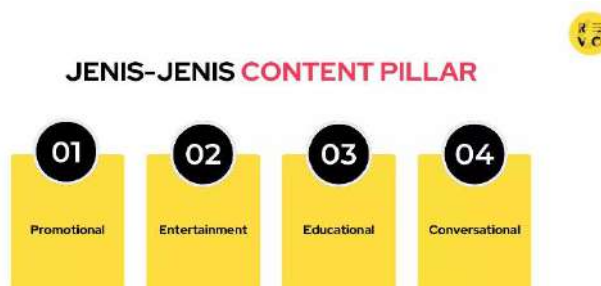 JENIS-JENIS CONTENT PILLAR
01
02
03
04
Promotional
Entertainment
Educational
Conversational